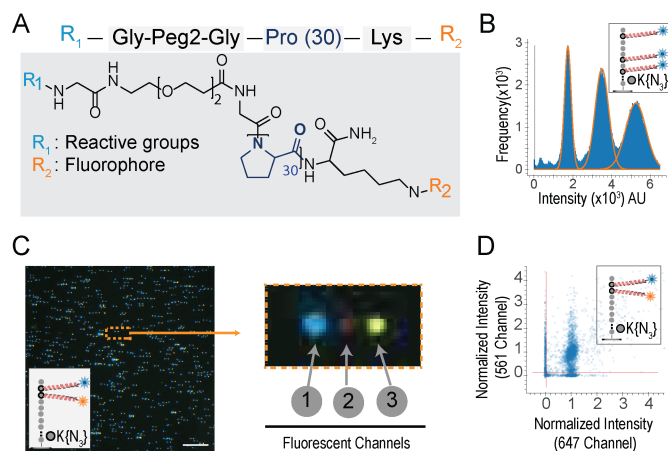 A
R₁ — Gly-Peg2-Gly — Pro (30) — Lys — R₂
R₁
N
H
O
H
N
O
2
O
NH
O
N
O
30
N
H
O
NH₂
N
R₂
R₁ : Reactive groups
R₂ : Fluorophore
B
Frequency(x10³)
3
2
1
0
0 2 4 6
Intensity (x10³) AU
K{N₃}
C
K{N₃}
1 2 3
Fluorescent Channels
D
Normalized Intensity
(561 Channel)
4
3
2
1
0
0 1 2 3 4
Normalized Intensity
(647 Channel)
K{N₃}